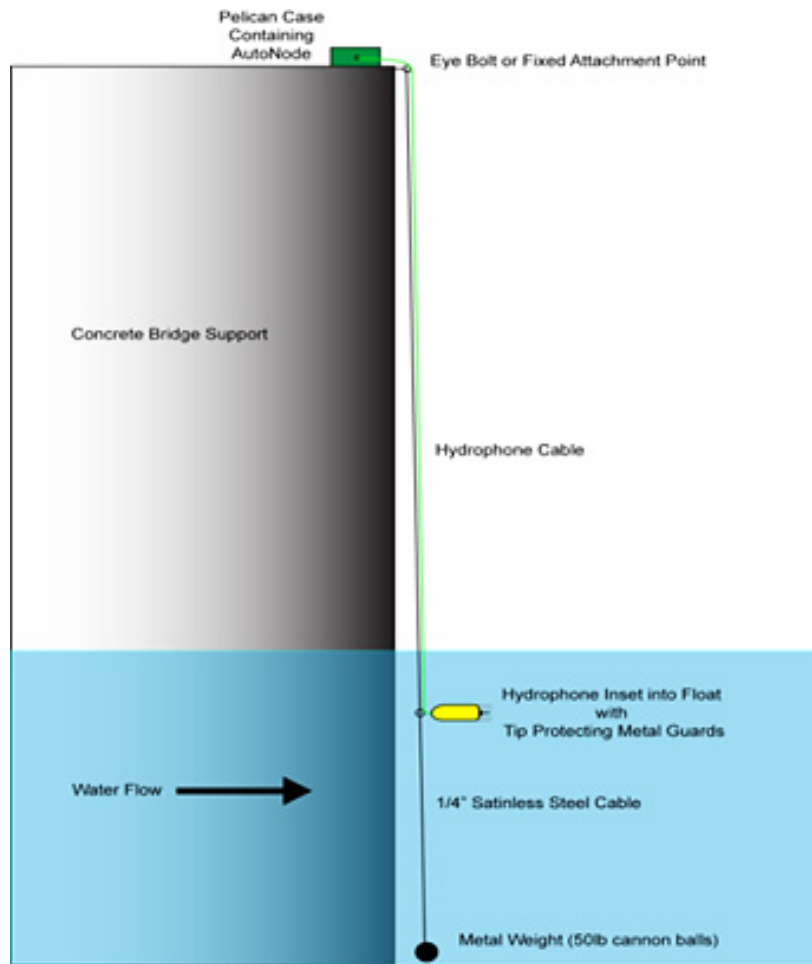 Pelican Case
Containing
AutoNode
Eye Bolt or Fixed Attachment Point
Concrete Bridge Support
Hydrophone Cable
Hydrophone Inset into Float
with
Tip Protecting Metal Guards
Water Flow
1/4" Satinless Steel Cable
Metal Weight (50lb cannon balls)